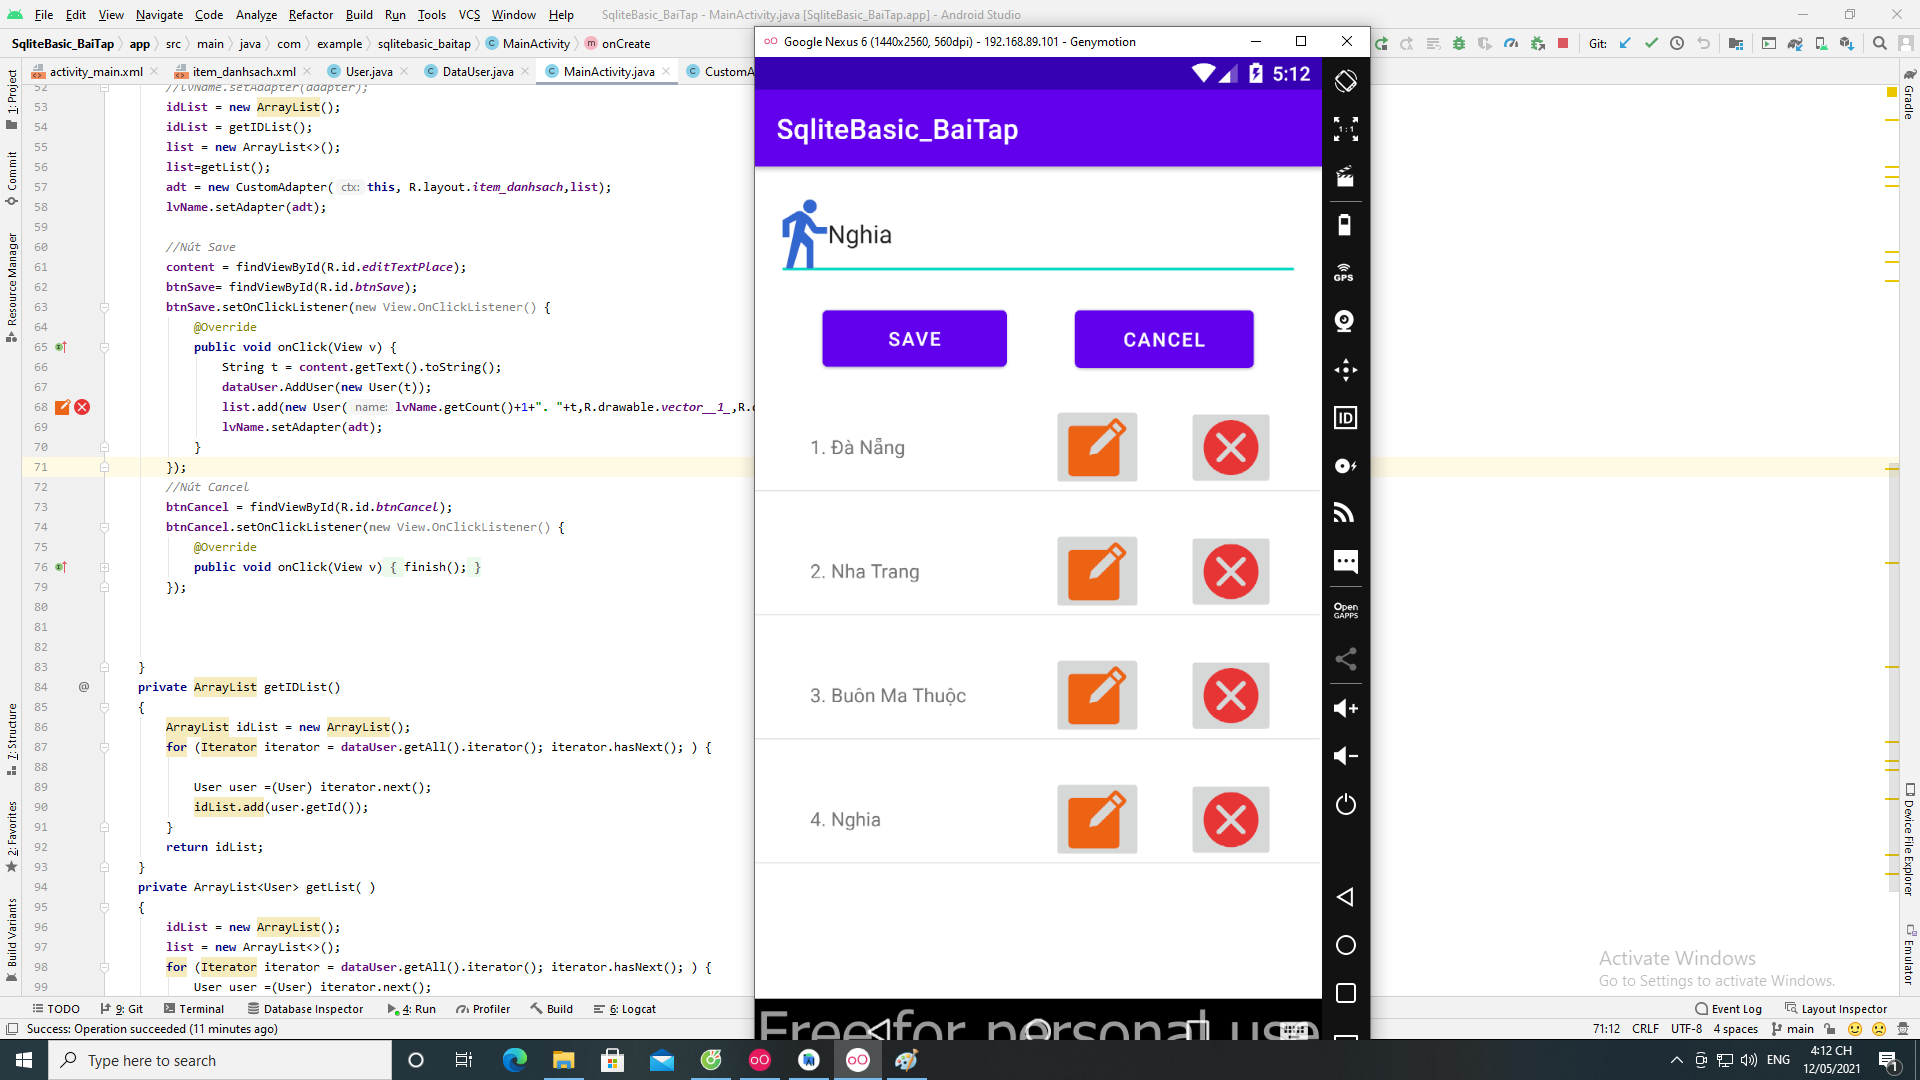 File Edit View Navigate Code Analyze Refactor Build Run Tools VCS Window Help SqliteBasic_BaiTap - MainActivity.java [SqliteBasic_BaiTap.app] - Android Studio
SqliteBasic_BaiTap app src main java com example sqlitebasic_baitap MainActivity onCreate
Google Nexus 6 (1440x2560, 560dpi) - 192.168.89.101 - Genymotion
Git:
activity_main.xml item_danhsach.xml User.java DataUser.java MainActivity.java CustomA
1: Project
Commit
Resource Manager
7: Structure
2: Favorites
Build Variants
52 //lvName.setAdapter(adapter);
53 idList = new ArrayList();
54 idList = getIDList();
55 list = new ArrayList<>();
56 list=getList();
57 adt = new CustomAdapter( ctx: this, R.layout.item_danhsach,list);
58 lvName.setAdapter(adt);
59
60 //Nút Save
61 content = findViewById(R.id.editTextPlace);
62 btnSave= findViewById(R.id.btnSave);
63 btnSave.setOnClickListener(new View.OnClickListener() {
64 @Override
65 public void onClick(View v) {
66 String t = content.getText().toString();
67 dataUser.AddUser(new User(t));
68 list.add(new User( name: lvName.getCount()+1+". "+t,R.drawable.vector__1_,R.
69 lvName.setAdapter(adt);
70 }
71 });
72 //Nút Cancel
73 btnCancel = findViewById(R.id.btnCancel);
74 btnCancel.setOnClickListener(new View.OnClickListener() {
75 @Override
76 public void onClick(View v) { finish(); }
79 });
80
81
82
83 }
84 @ private ArrayList getIDList()
85 {
86 ArrayList idList = new ArrayList();
87 for (Iterator iterator = dataUser.getAll().iterator(); iterator.hasNext(); ) {
88
89 User user =(User) iterator.next();
90 idList.add(user.getId());
91 }
92 return idList;
93 }
94 private ArrayList<User> getList( )
95 {
96 idList = new ArrayList();
97 list = new ArrayList<>();
98 for (Iterator iterator = dataUser.getAll().iterator(); iterator.hasNext(); ) {
99 User user =(User) iterator.next();
5:12
SqliteBasic_BaiTap
Nghia
SAVE CANCEL
1. Đà Nẵng
2. Nha Trang
3. Buôn Ma Thuộc
4. Nghia
Free for personal use
1:1
GPS
ID
Open
GAPPS
Gradle
Device File Explorer
Emulator
Activate Windows
Go to Settings to activate Windows.
TODO 9: Git Terminal Database Inspector 4: Run Profiler Build 6: Logcat Event Log Layout Inspector
Success: Operation succeeded (11 minutes ago) 71:12 CRLF UTF-8 4 spaces main
Type here to search
ENG
4:12 CH
12/05/2021
1